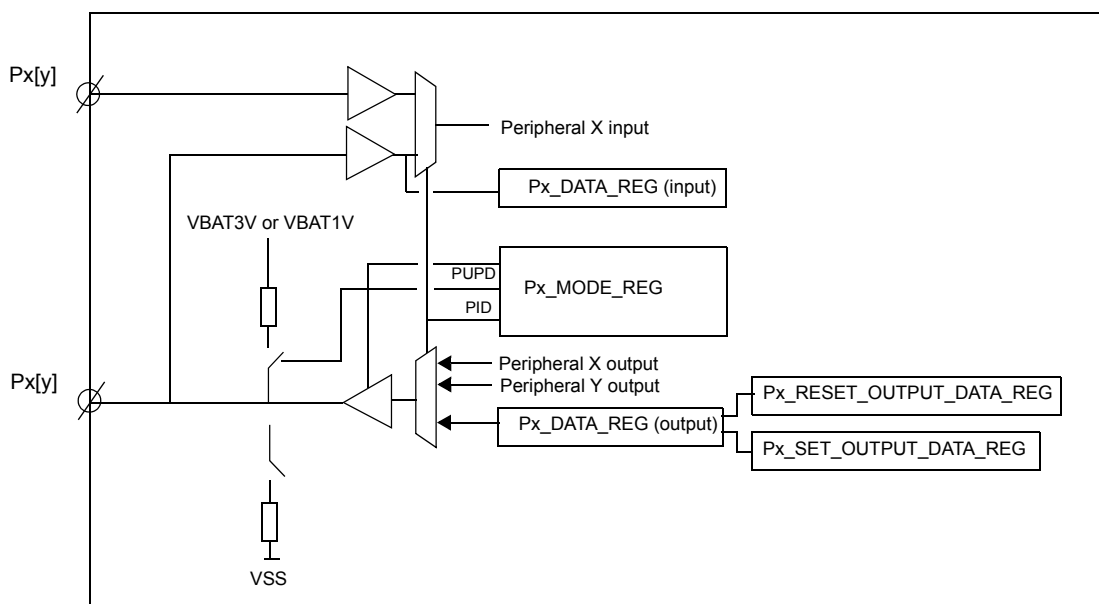 Px[y]
Peripheral X input
Px_DATA_REG (input)
VBAT3V or VBAT1V
PUPD
Px_MODE_REG
PID
Peripheral X output
Px[y]
Peripheral Y output
Px_RESET_OUTPUT_DATA_REG
Px_DATA_REG (output)
Px_SET_OUTPUT_DATA_REG
VSS